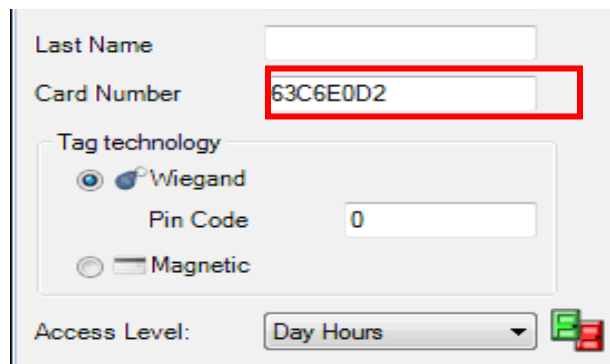 Last Name
Card Number 63C6E0D2
Tag technology
Wiegand
Pin Code 0
Magnetic
Access Level: Day Hours